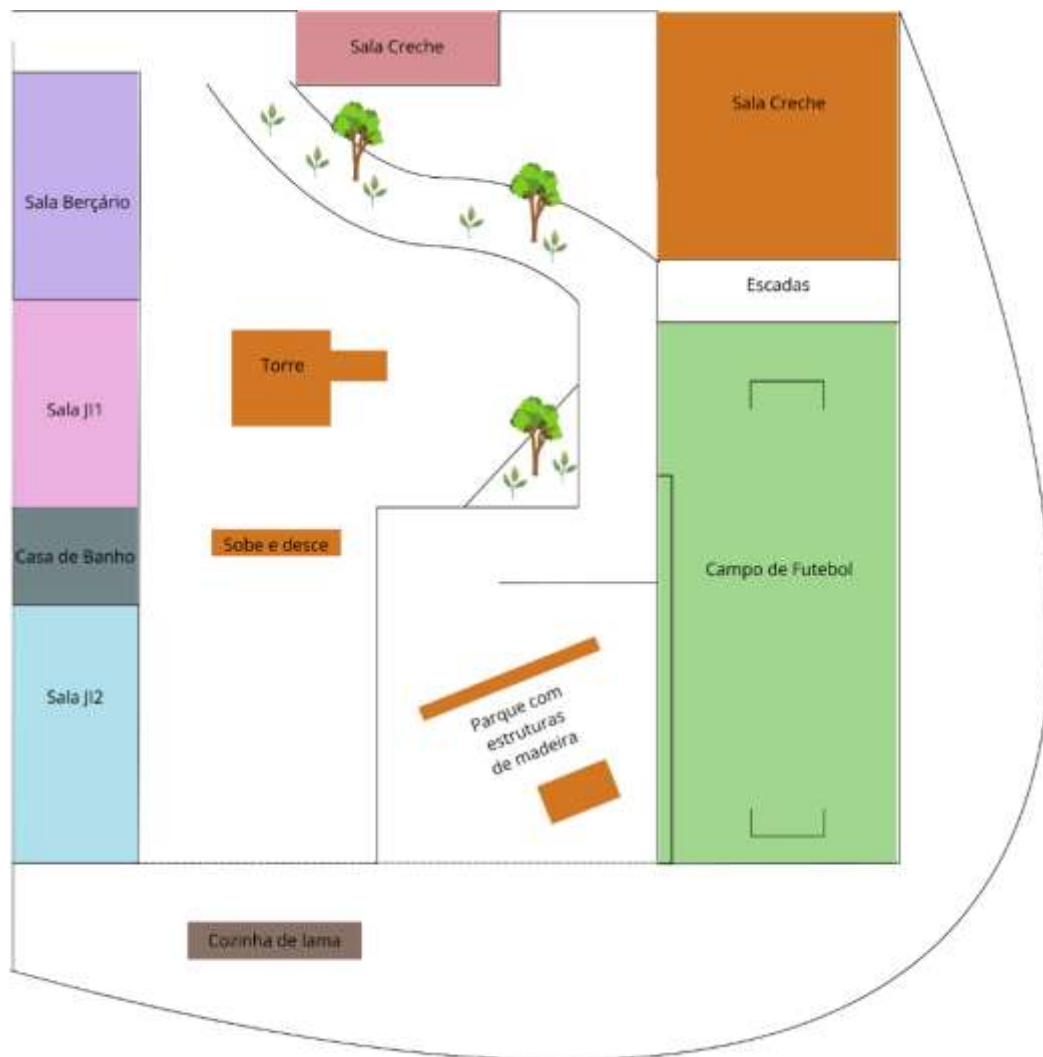 Sala Creche
Sala Creche
Sala Berçário
Escadas
Torre
Sala JI1
Sobe e desce
Casa de Banho
Campo de Futebol
Sala JI2
Parque com
estruturas
de madeira
Cozinha de lama